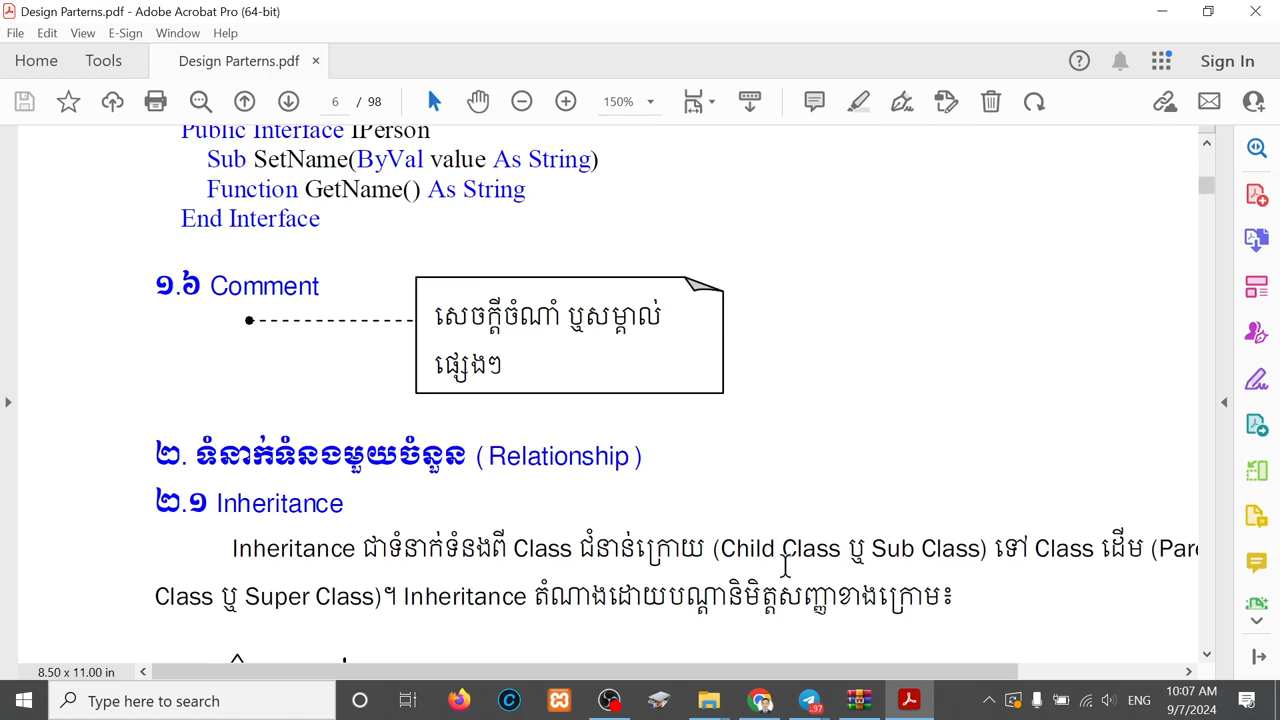 Design Parterns.pdf - Adobe Acrobat Pro (64-bit)
File Edit View E-Sign Window Help
Home Tools Design Parterns.pdf × Sign In
6 / 98 150%
Public Interface IPerson
Sub SetName(ByVal value As String)
Function GetName() As String
End Interface
១.៦ Comment
សេចក្ដីចំណាំ ឬសម្គាល់
ផ្សេងៗ
២. ទំនាក់ទំនងមួយចំនួន (Relationship)
២.១ Inheritance
Inheritance ជាទំនាក់ទំនងពី Class ជំនាន់ក្រោយ (Child Class ឬ Sub Class) ទៅ Class ដើម (Pare
Class ឬ Super Class)។ Inheritance តំណាងដោយបណ្ដានិមិត្តសញ្ញាខាងក្រោម៖
8.50 x 11.00 in
Type here to search
.97
ENG
10:07 AM
9/7/2024